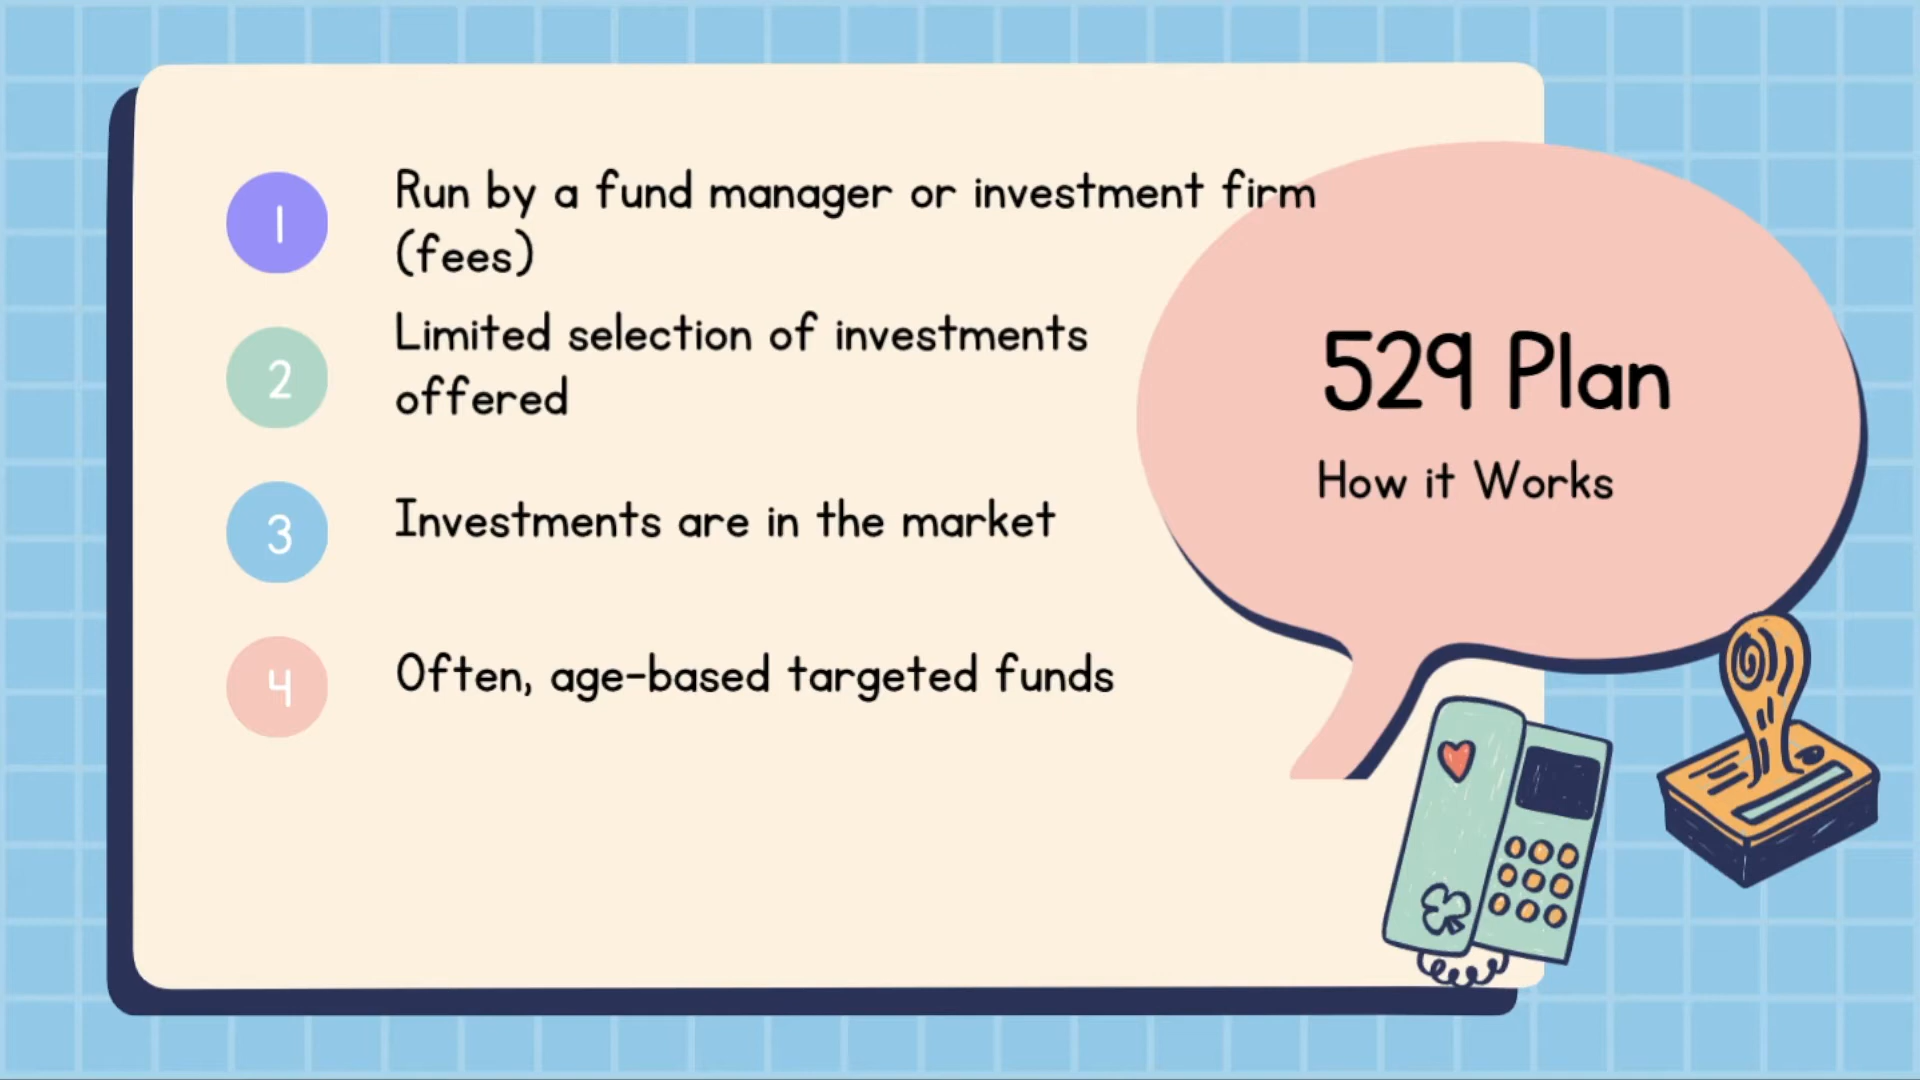 1
Run by a fund manager or investment firm
(fees)
2
Limited selection of investments
offered
3
Investments are in the market
4
Often, age-based targeted funds
529 Plan
How it Works